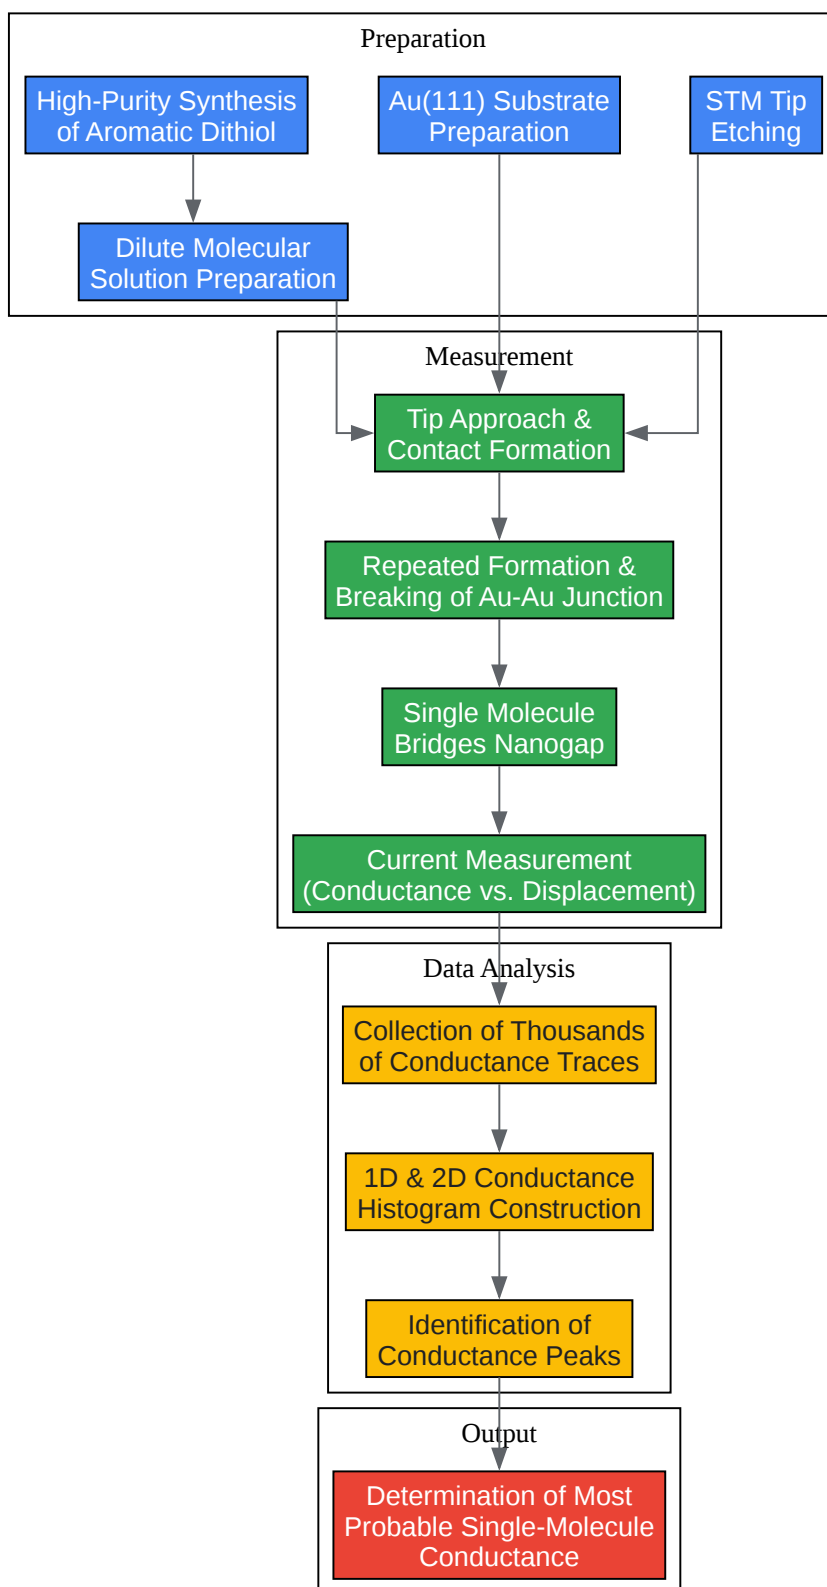 Preparation
High-Purity Synthesis
of Aromatic Dithiol
Au(111) Substrate
Preparation
STM Tip
Etching
Dilute Molecular
Solution Preparation
Measurement
Tip Approach &
Contact Formation
Repeated Formation &
Breaking of Au-Au Junction
Single Molecule
Bridges Nanogap
Current Measurement
(Conductance vs. Displacement)
Data Analysis
Collection of Thousands
of Conductance Traces
1D & 2D Conductance
Histogram Construction
Identification of
Conductance Peaks
Output
Determination of Most
Probable Single-Molecule
Conductance